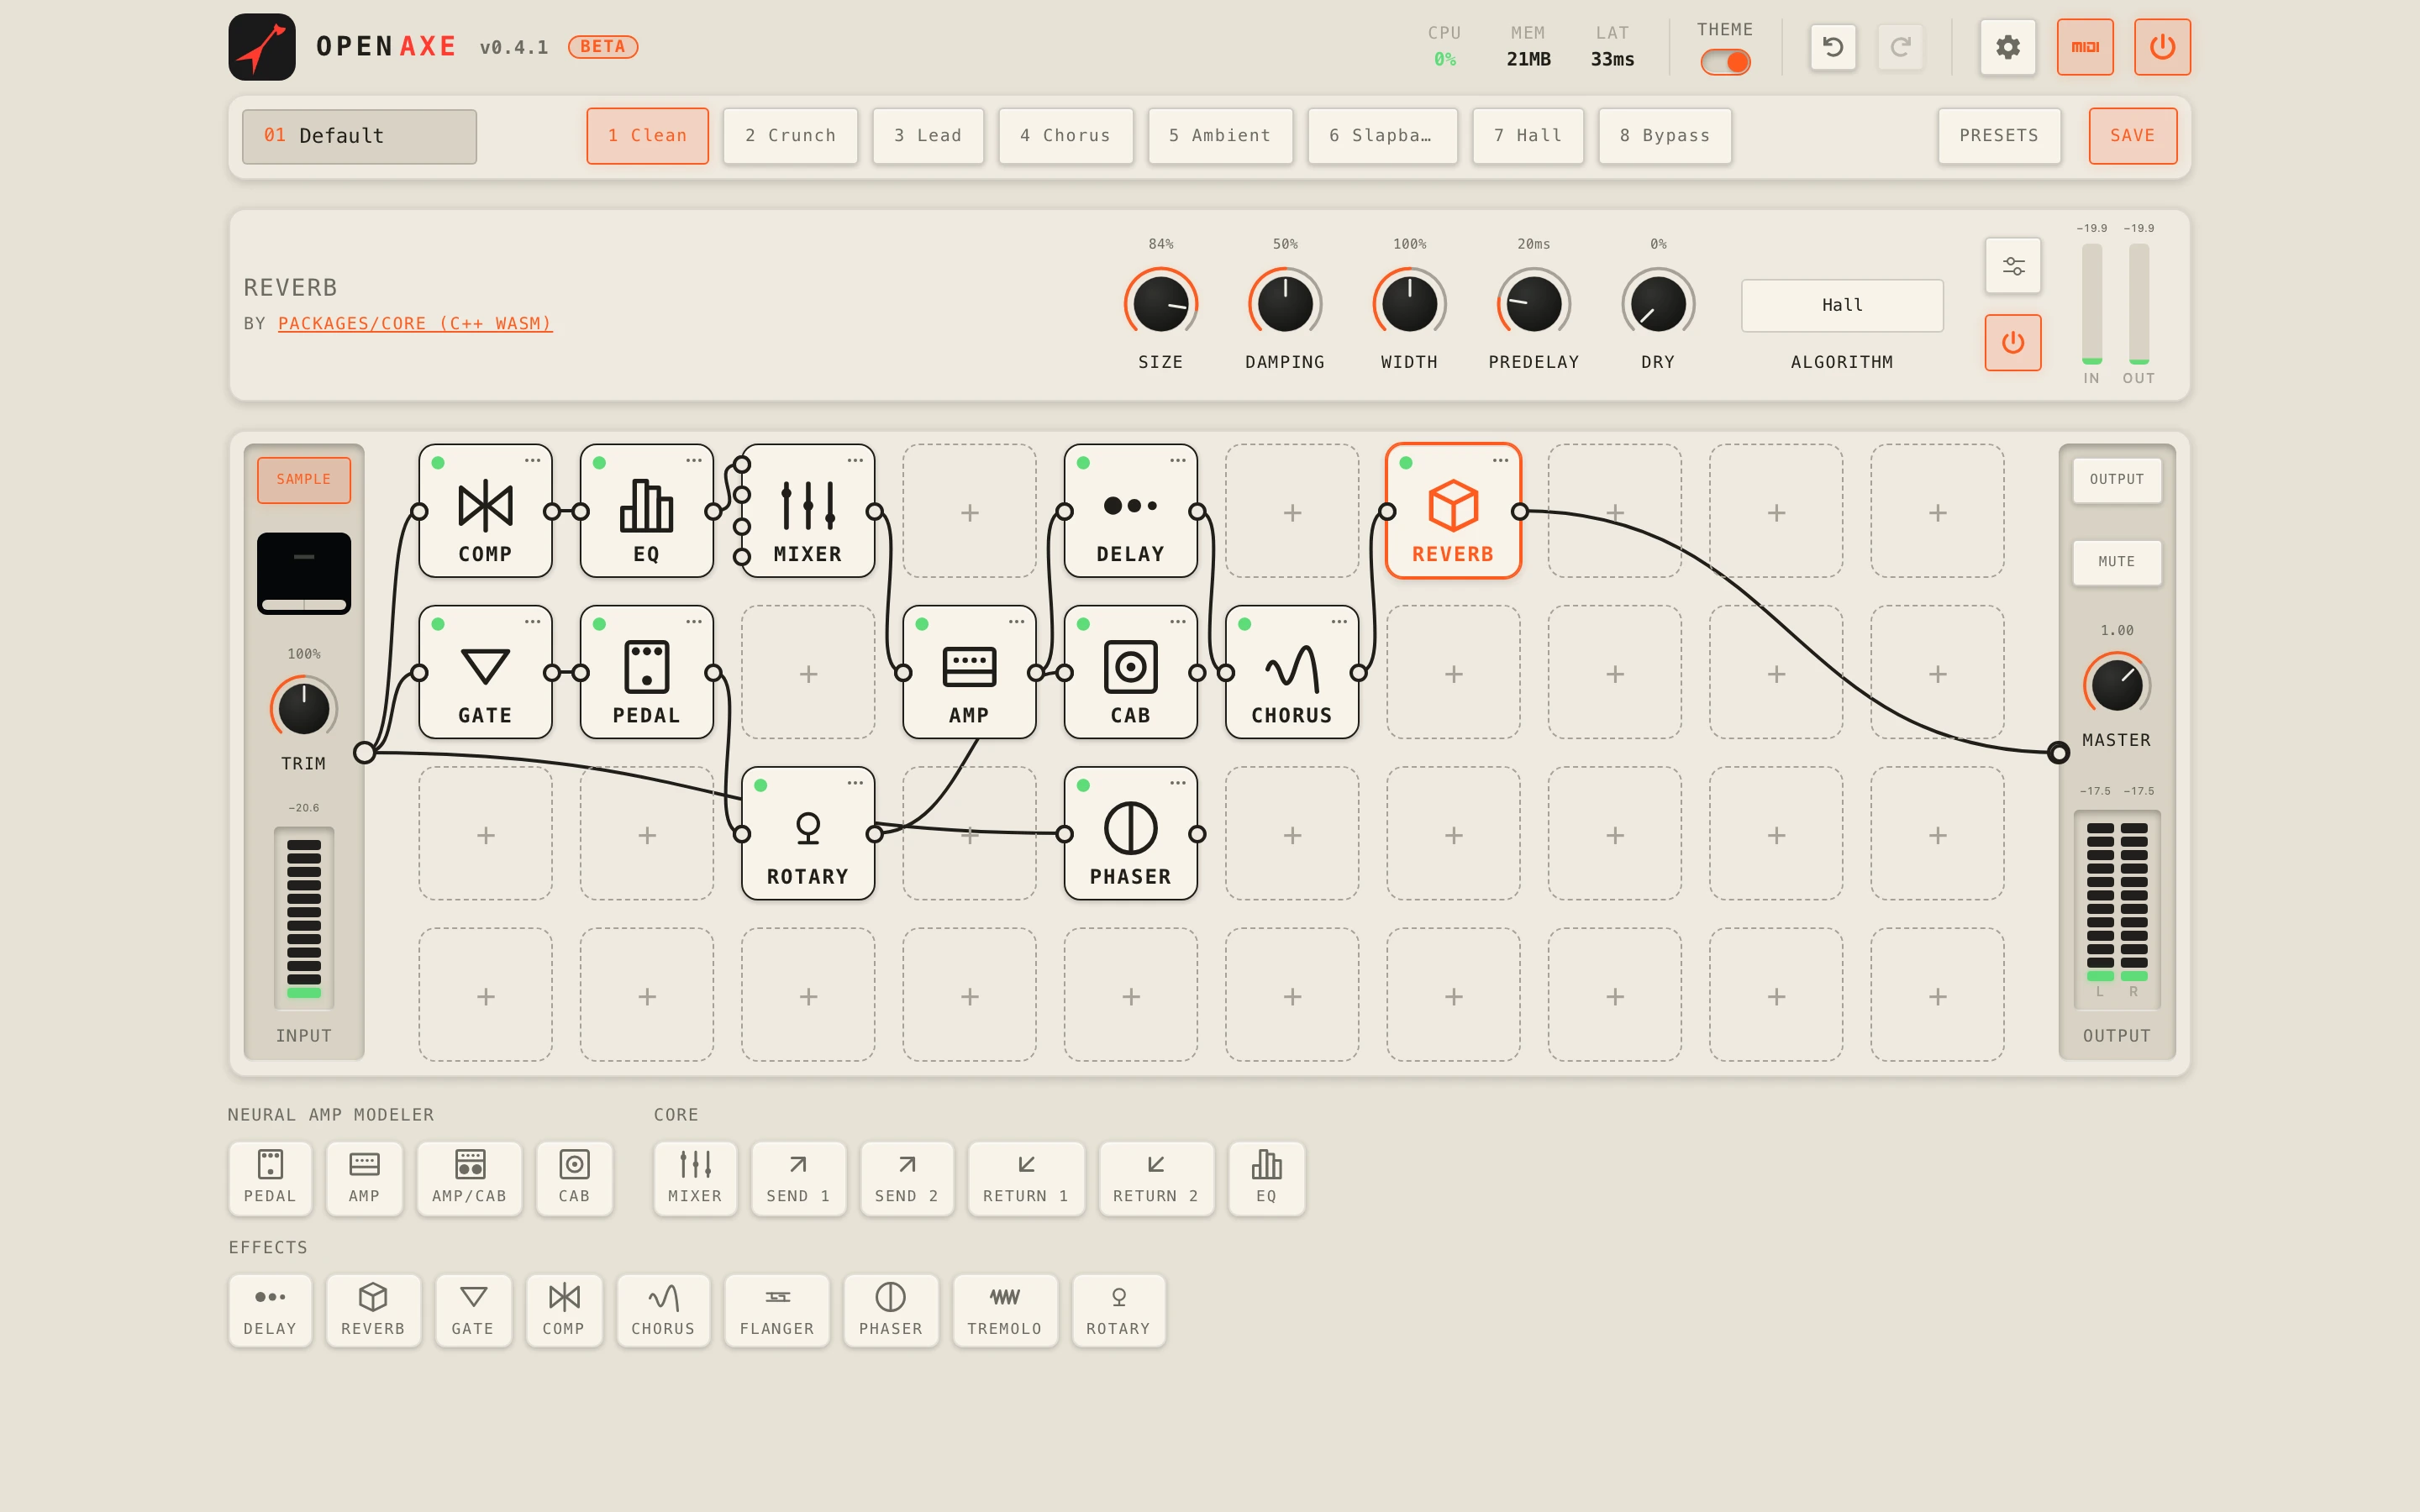 OPENAXE v0.4.1 BETA
CPU MEM LAT THEME
0% 21MB 33ms
MIDI
01 Default 1 Clean 2 Crunch 3 Lead 4 Chorus 5 Ambient 6 Slapba… 7 Hall 8 Bypass PRESETS SAVE
REVERB
BY PACKAGES/CORE (C++ WASM)
84% 50% 100% 20ms 0%
Hall
SIZE DAMPING WIDTH PREDELAY DRY ALGORITHM
−19.9 −19.9
IN OUT
SAMPLE
100%
TRIM
−20.6
INPUT
COMP EQ MIXER DELAY REVERB
GATE PEDAL AMP CAB CHORUS
ROTARY PHASER
OUTPUT
MUTE
1.00
MASTER
−17.5 −17.5
L R
OUTPUT
NEURAL AMP MODELER CORE
PEDAL AMP AMP/CAB CAB MIXER SEND 1 SEND 2 RETURN 1 RETURN 2 EQ
EFFECTS
DELAY REVERB GATE COMP CHORUS FLANGER PHASER TREMOLO ROTARY